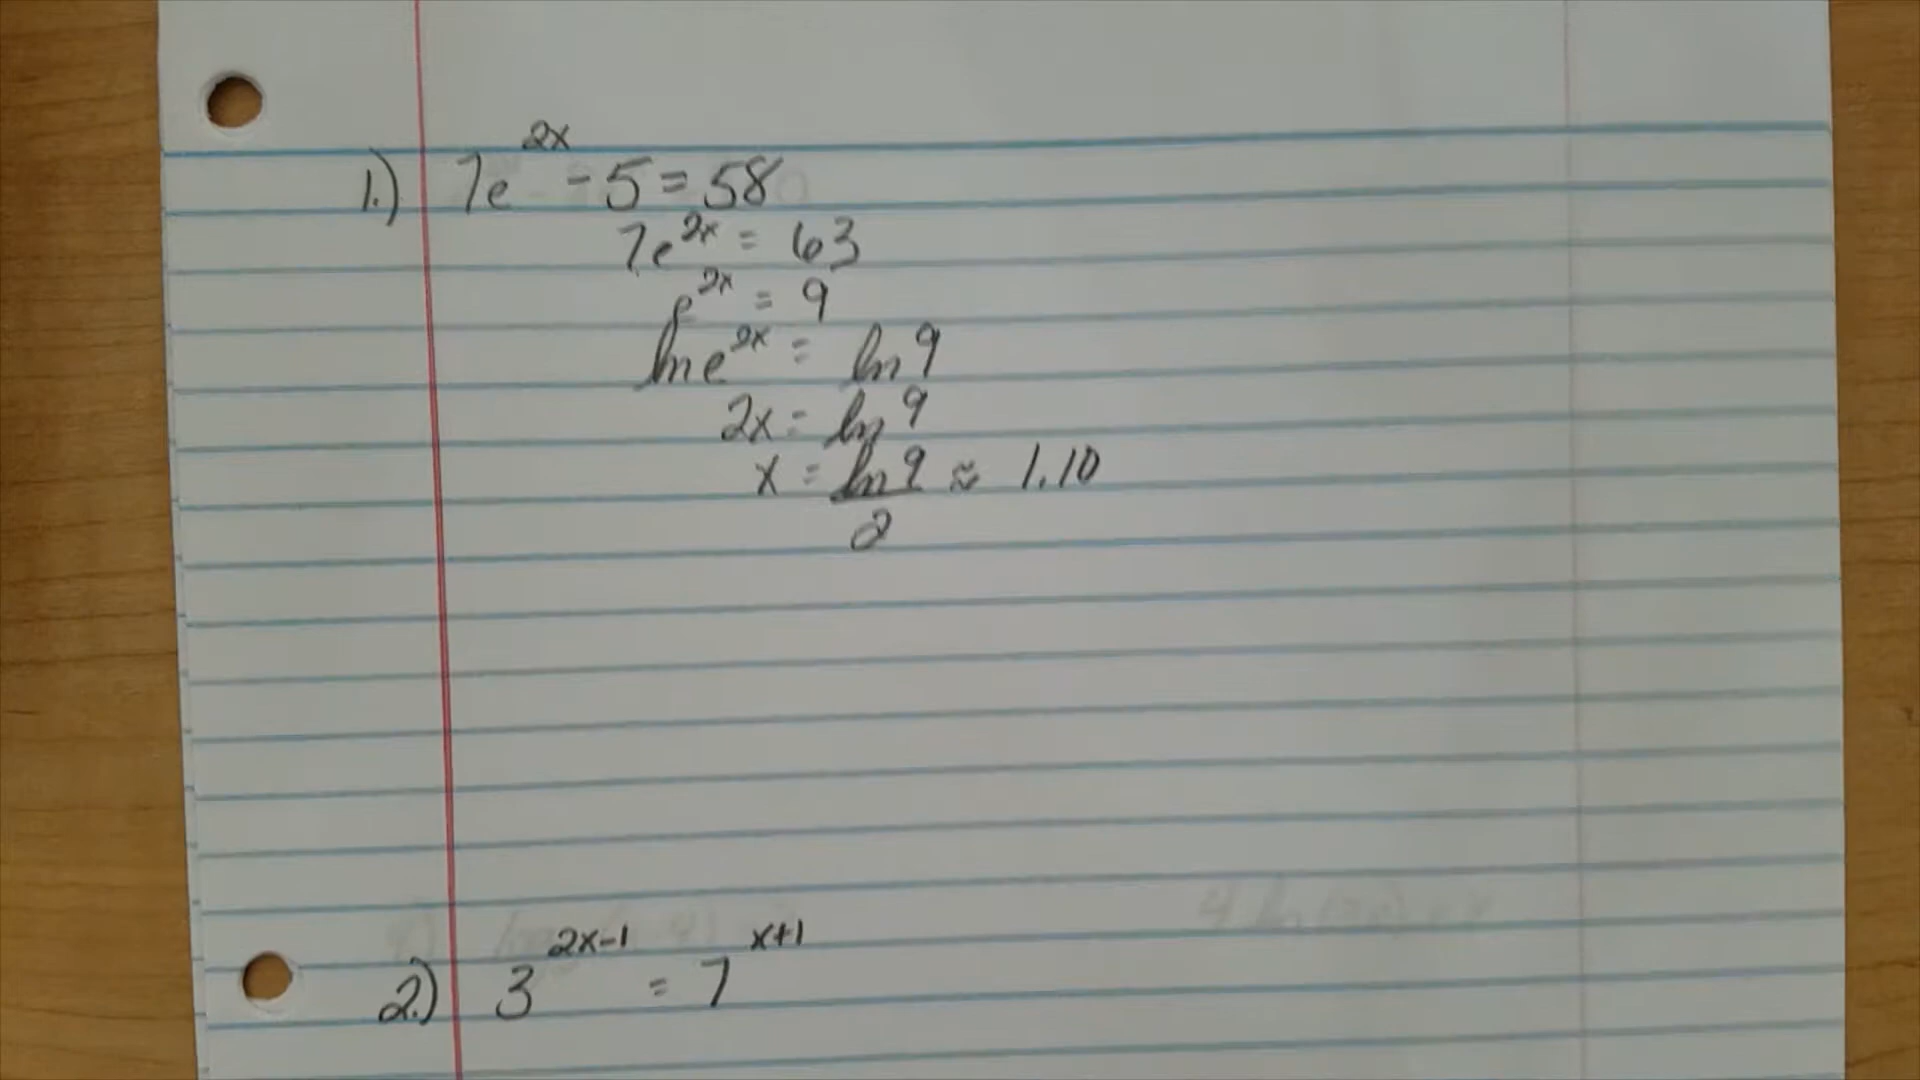 1.) 7e^2x - 5 = 58
7e^2x = 63
e^2x = 9
ln e^2x = ln 9
2x = ln 9
x = ln 9/2 ≈ 1.10
2.) 3^2x-1 = 7^x+1